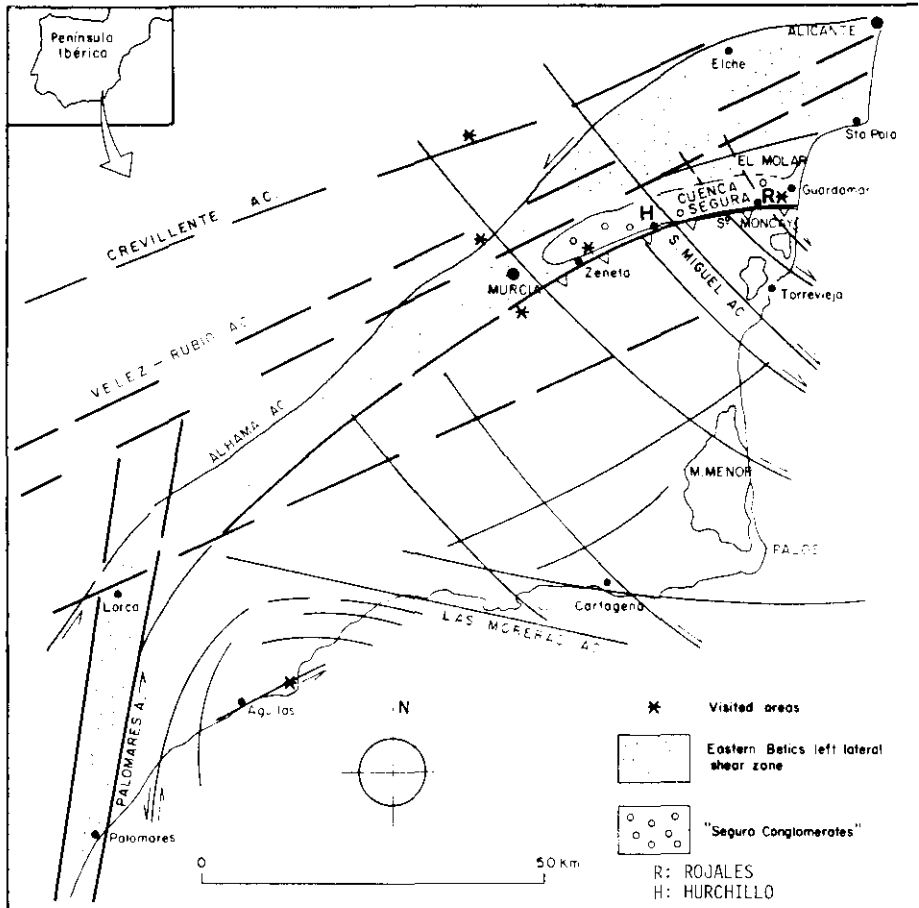 Península
Ibérica
ALICANTE
Elche
Sta Pola
EL MOLAR
CREVILLENTE AC.
CUENCA
SEGURA
R
Guardamar
H
Zeneta
MURCIA
S. MIGUEL AC
Torrevieja
VELEZ-RUBIO AC
ALHAMA AC
M. MENOR
PALOS
Lorca
Cartagena
LAS MORERAS AC
PALOMARES A.
Aguilas
N
Palomares
Visited areas
Eastern Betics left lateral
shear zone
"Segura Conglomerates"
0
50 Km
R: ROJALES
H: HURCHILLO